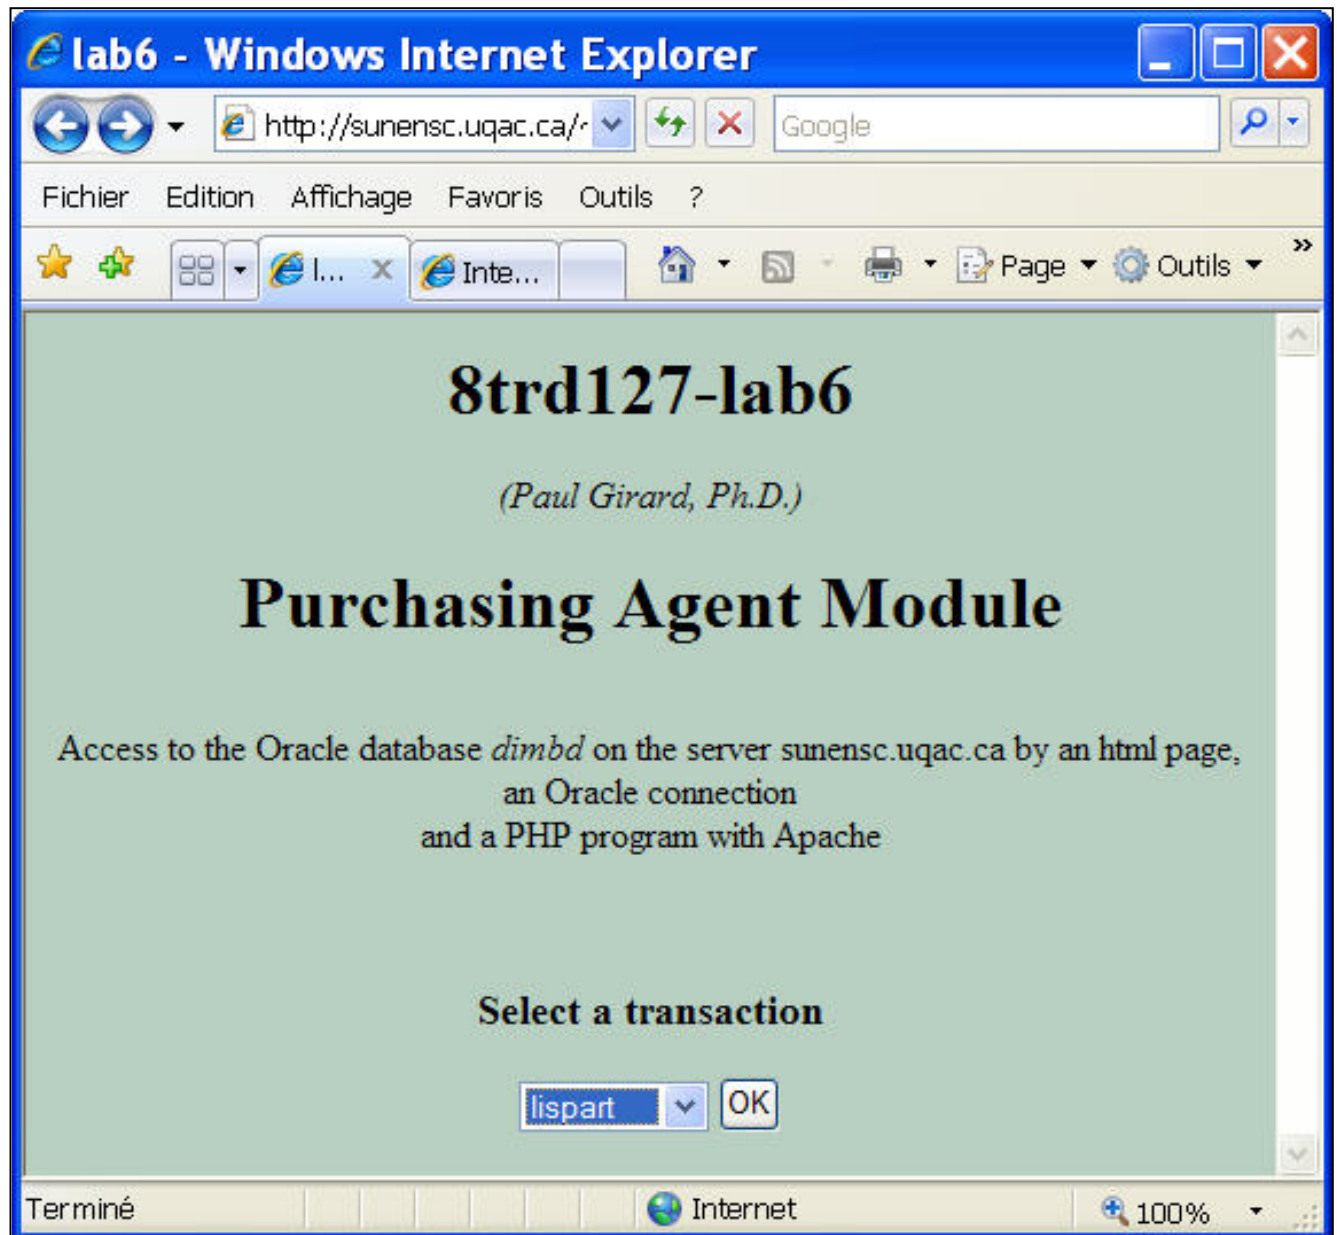 lab6 - Windows Internet Explorer
http://sunensc.uqac.ca/~
Google
Fichier Edition Affichage Favoris Outils ?
l... Inte... Page Outils »
8trd127-lab6
(Paul Girard, Ph.D.)
Purchasing Agent Module
Access to the Oracle database dimbd on the server sunensc.uqac.ca by an html page,
an Oracle connection
and a PHP program with Apache
Select a transaction
lispart OK
Terminé Internet 100%